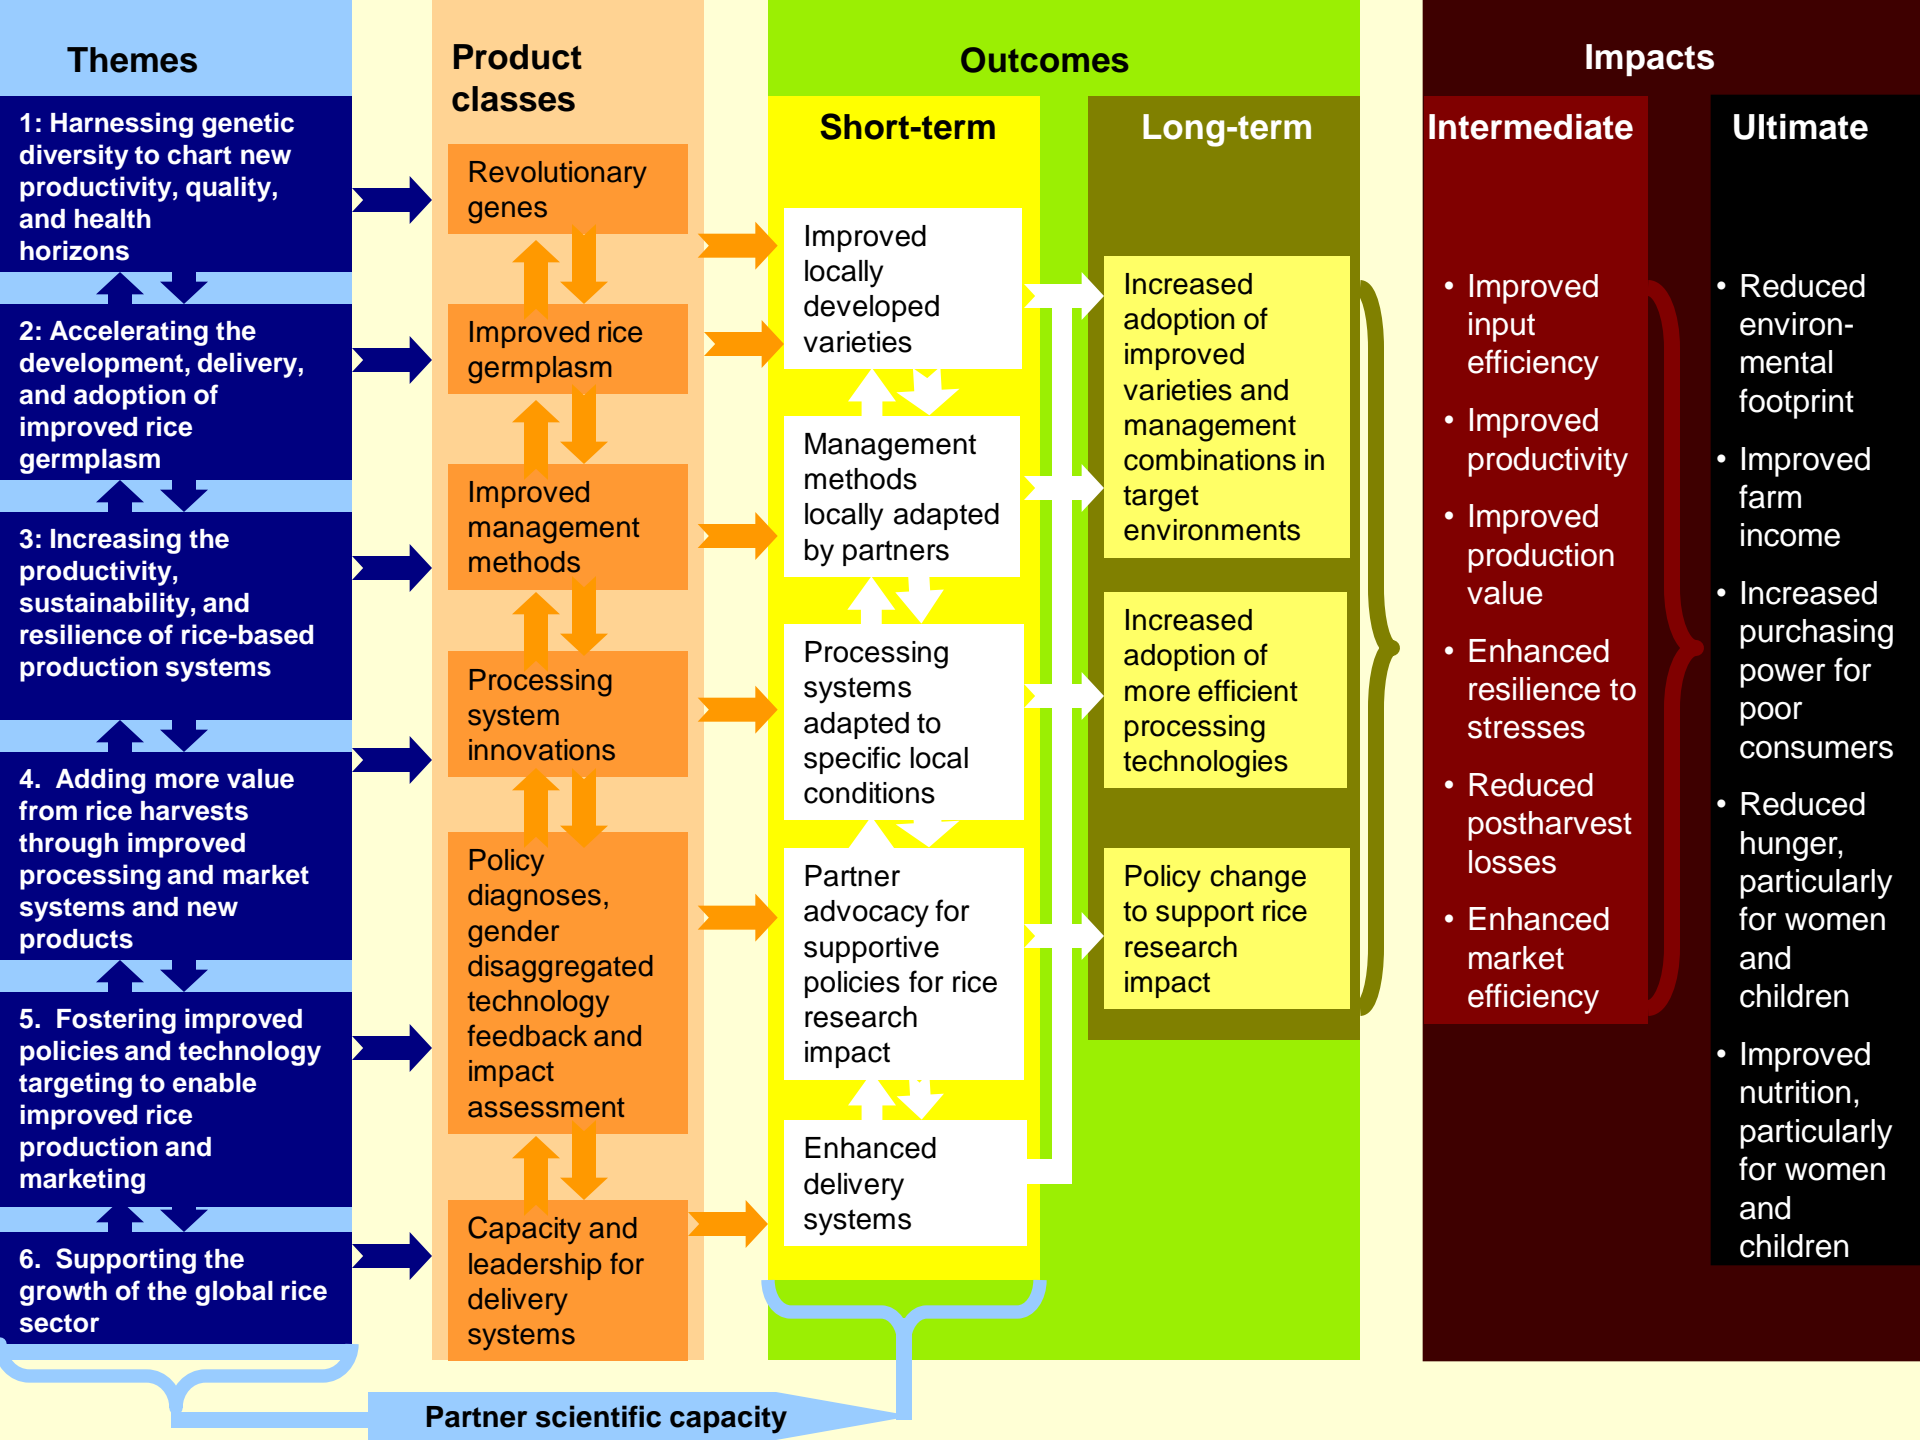 Themes
1: Harnessing genetic
diversity to chart new
productivity, quality,
and health
horizons
2: Accelerating the
development, delivery,
and adoption of
improved rice
germplasm
3: Increasing the
productivity,
sustainability, and
resilience of rice-based
production systems
4.  Adding more value
from rice harvests
through improved
processing and market
systems and new
products
5.  Fostering improved
policies and technology
targeting to enable
improved rice
production and
marketing
6.  Supporting the
growth of the global rice
sector
Product
classes
Revolutionary
genes
Improved rice
germplasm
Improved
management
methods
Processing
system
innovations
Policy
diagnoses,
gender
disaggregated
technology
feedback and
impact
assessment
Capacity and
leadership for
delivery
systems
Outcomes
Short-term
Improved
locally
developed
varieties
Management
methods
locally adapted
by partners
Processing
systems
adapted to
specific local
conditions
Partner
advocacy for
supportive
policies for rice
research
impact
Enhanced
delivery
systems
Long-term
Increased
adoption of
improved
varieties and
management
combinations in
target
environments
Increased
adoption of
more efficient
processing
technologies
Policy change
to support rice
research
impact
Impacts
Intermediate
• Improved
input
efficiency
• Improved
productivity
• Improved
production
value
• Enhanced
resilience to
stresses
• Reduced
postharvest
losses
• Enhanced
market
efficiency
Ultimate
• Reduced
environ-
mental
footprint
• Improved
farm
income
• Increased
purchasing
power for
poor
consumers
• Reduced
hunger,
particularly
for women
and
children
• Improved
nutrition,
particularly
for women
and
children
Partner scientific capacity